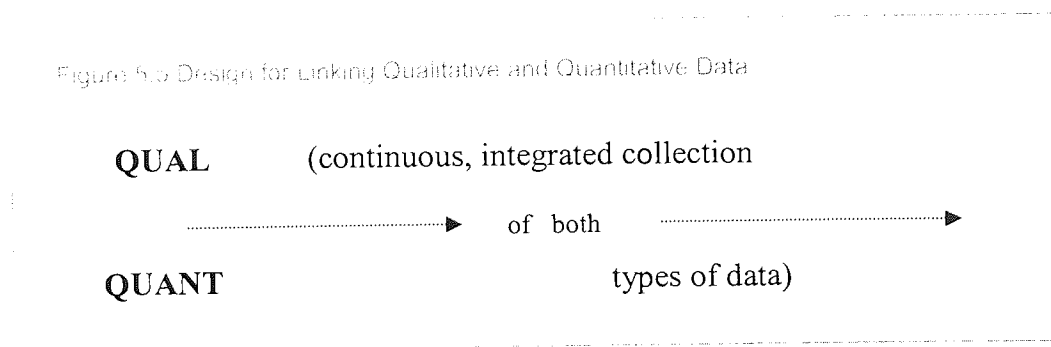 Figure 5.5 Design for Linking Qualitative and Quantitative Data
QUAL (continuous, integrated collection
of both
QUANT types of data)